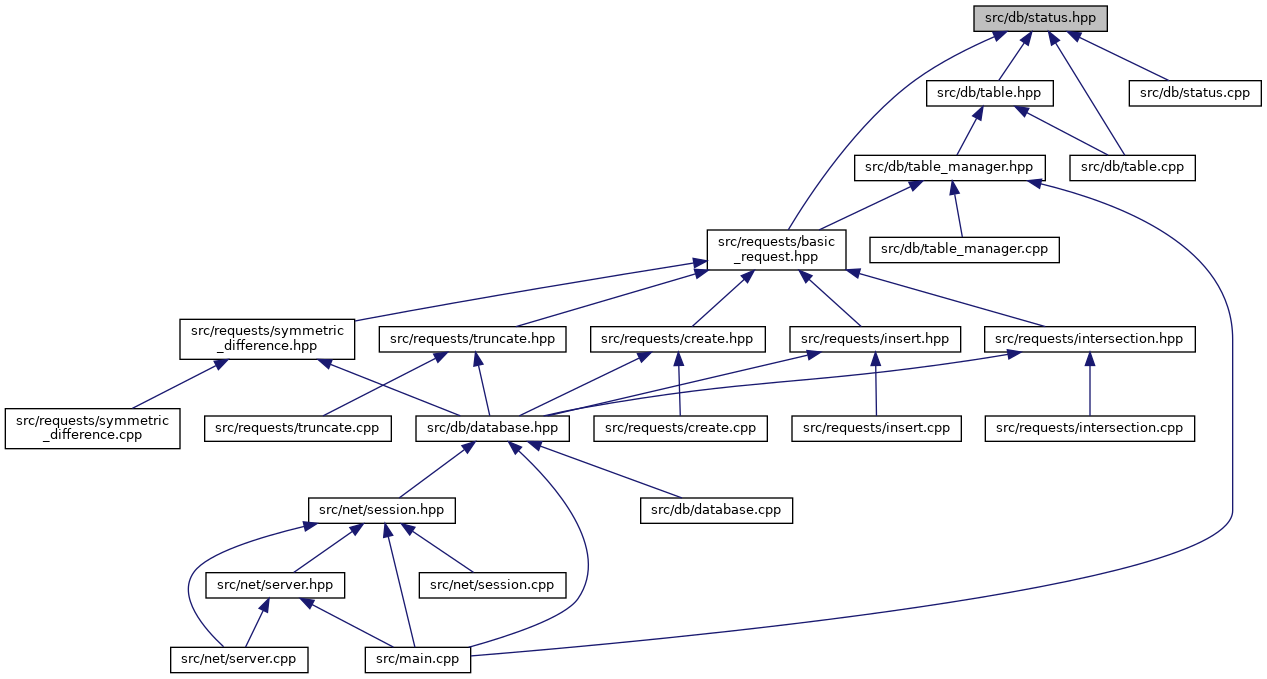 src/db/status.hpp
src/db/table.hpp
src/db/status.cpp
src/db/table_manager.hpp
src/db/table.cpp
src/requests/basic
_request.hpp
src/db/table_manager.cpp
src/requests/symmetric
_difference.hpp
src/requests/truncate.hpp
src/requests/create.hpp
src/requests/insert.hpp
src/requests/intersection.hpp
src/requests/symmetric
_difference.cpp
src/requests/truncate.cpp
src/db/database.hpp
src/requests/create.cpp
src/requests/insert.cpp
src/requests/intersection.cpp
src/net/session.hpp
src/db/database.cpp
src/net/server.hpp
src/net/session.cpp
src/net/server.cpp
src/main.cpp